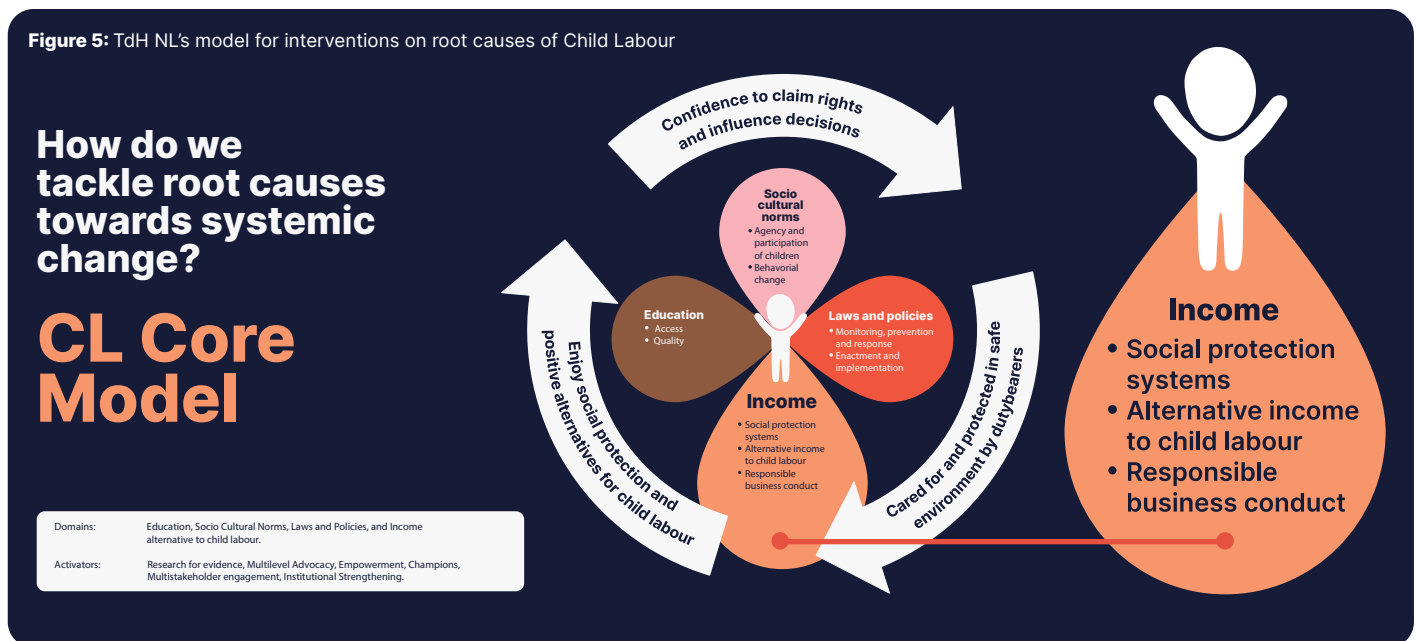 Figure 5: TdH NL's model for interventions on root causes of Child Labour
How do we
tackle root causes
towards systemic
change?
CL Core
Model
Domains: Education, Socio Cultural Norms, Laws and Policies, and Income
alternative to child labour.
Activators: Research for evidence, Multilevel Advocacy, Empowerment, Champions,
Multistakeholder engagement, Institutional Strengthening.
Confidence to claim rights
and influence decisions
Cared for and protected in safe
environment by dutybearers
Enjoy social protection and
positive alternatives for child labour
Socio
cultural
norms
• Agency and
participation
of children
• Behavorial
change
Education
• Access
• Quality
Laws and policies
• Monitoring, prevention
and response
• Enactment and
implementation
Income
• Social protection
systems
• Alternative income
to child labour
• Responsible
business conduct
Income
• Social protection
systems
• Alternative income
to child labour
• Responsible
business conduct